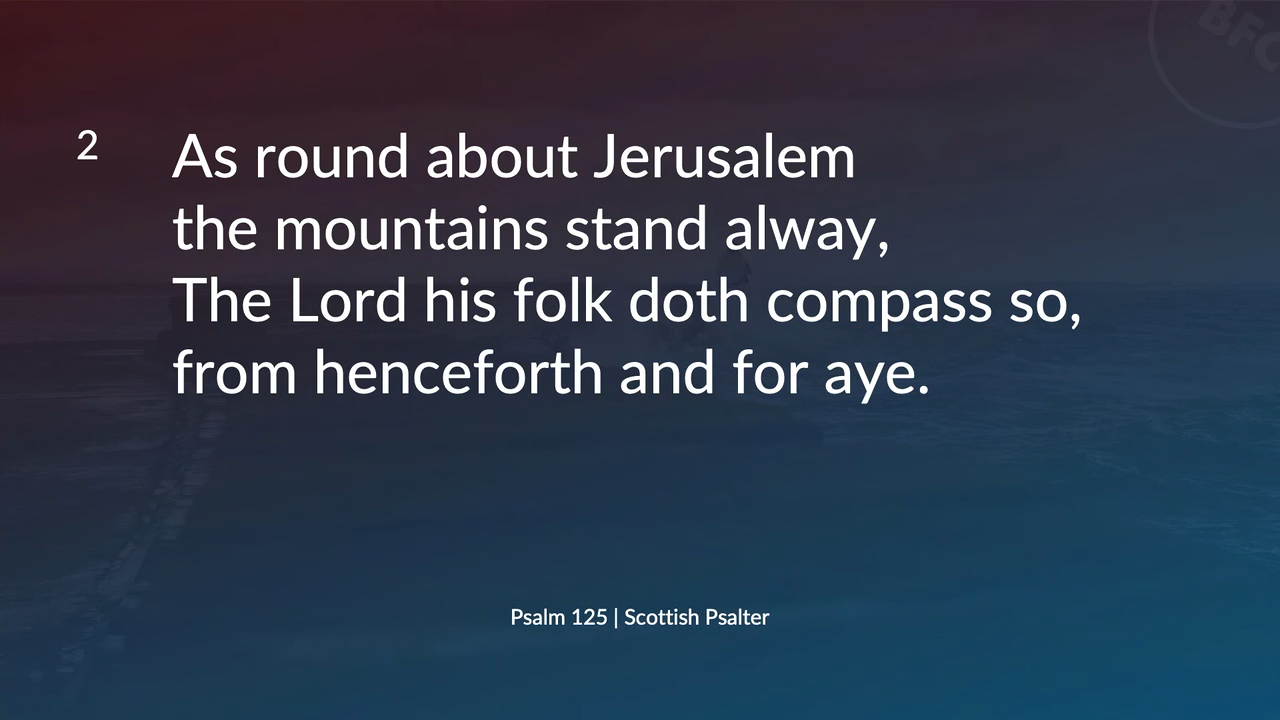 BFC
2 As round about Jerusalem
the mountains stand alway,
The Lord his folk doth compass so,
from henceforth and for aye.
Psalm 125 | Scottish Psalter